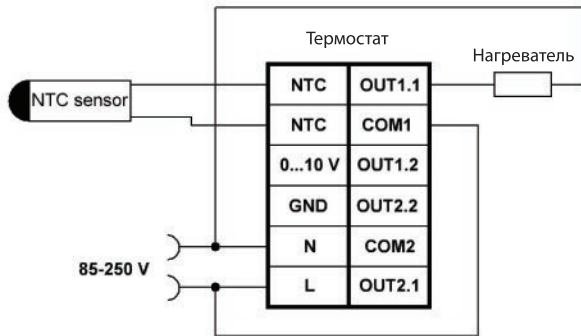 Термостат
Нагреватель
NTC sensor
NTC OUT1.1
NTC COM1
0...10 V OUT1.2
GND OUT2.2
N COM2
85-250 V
L OUT2.1